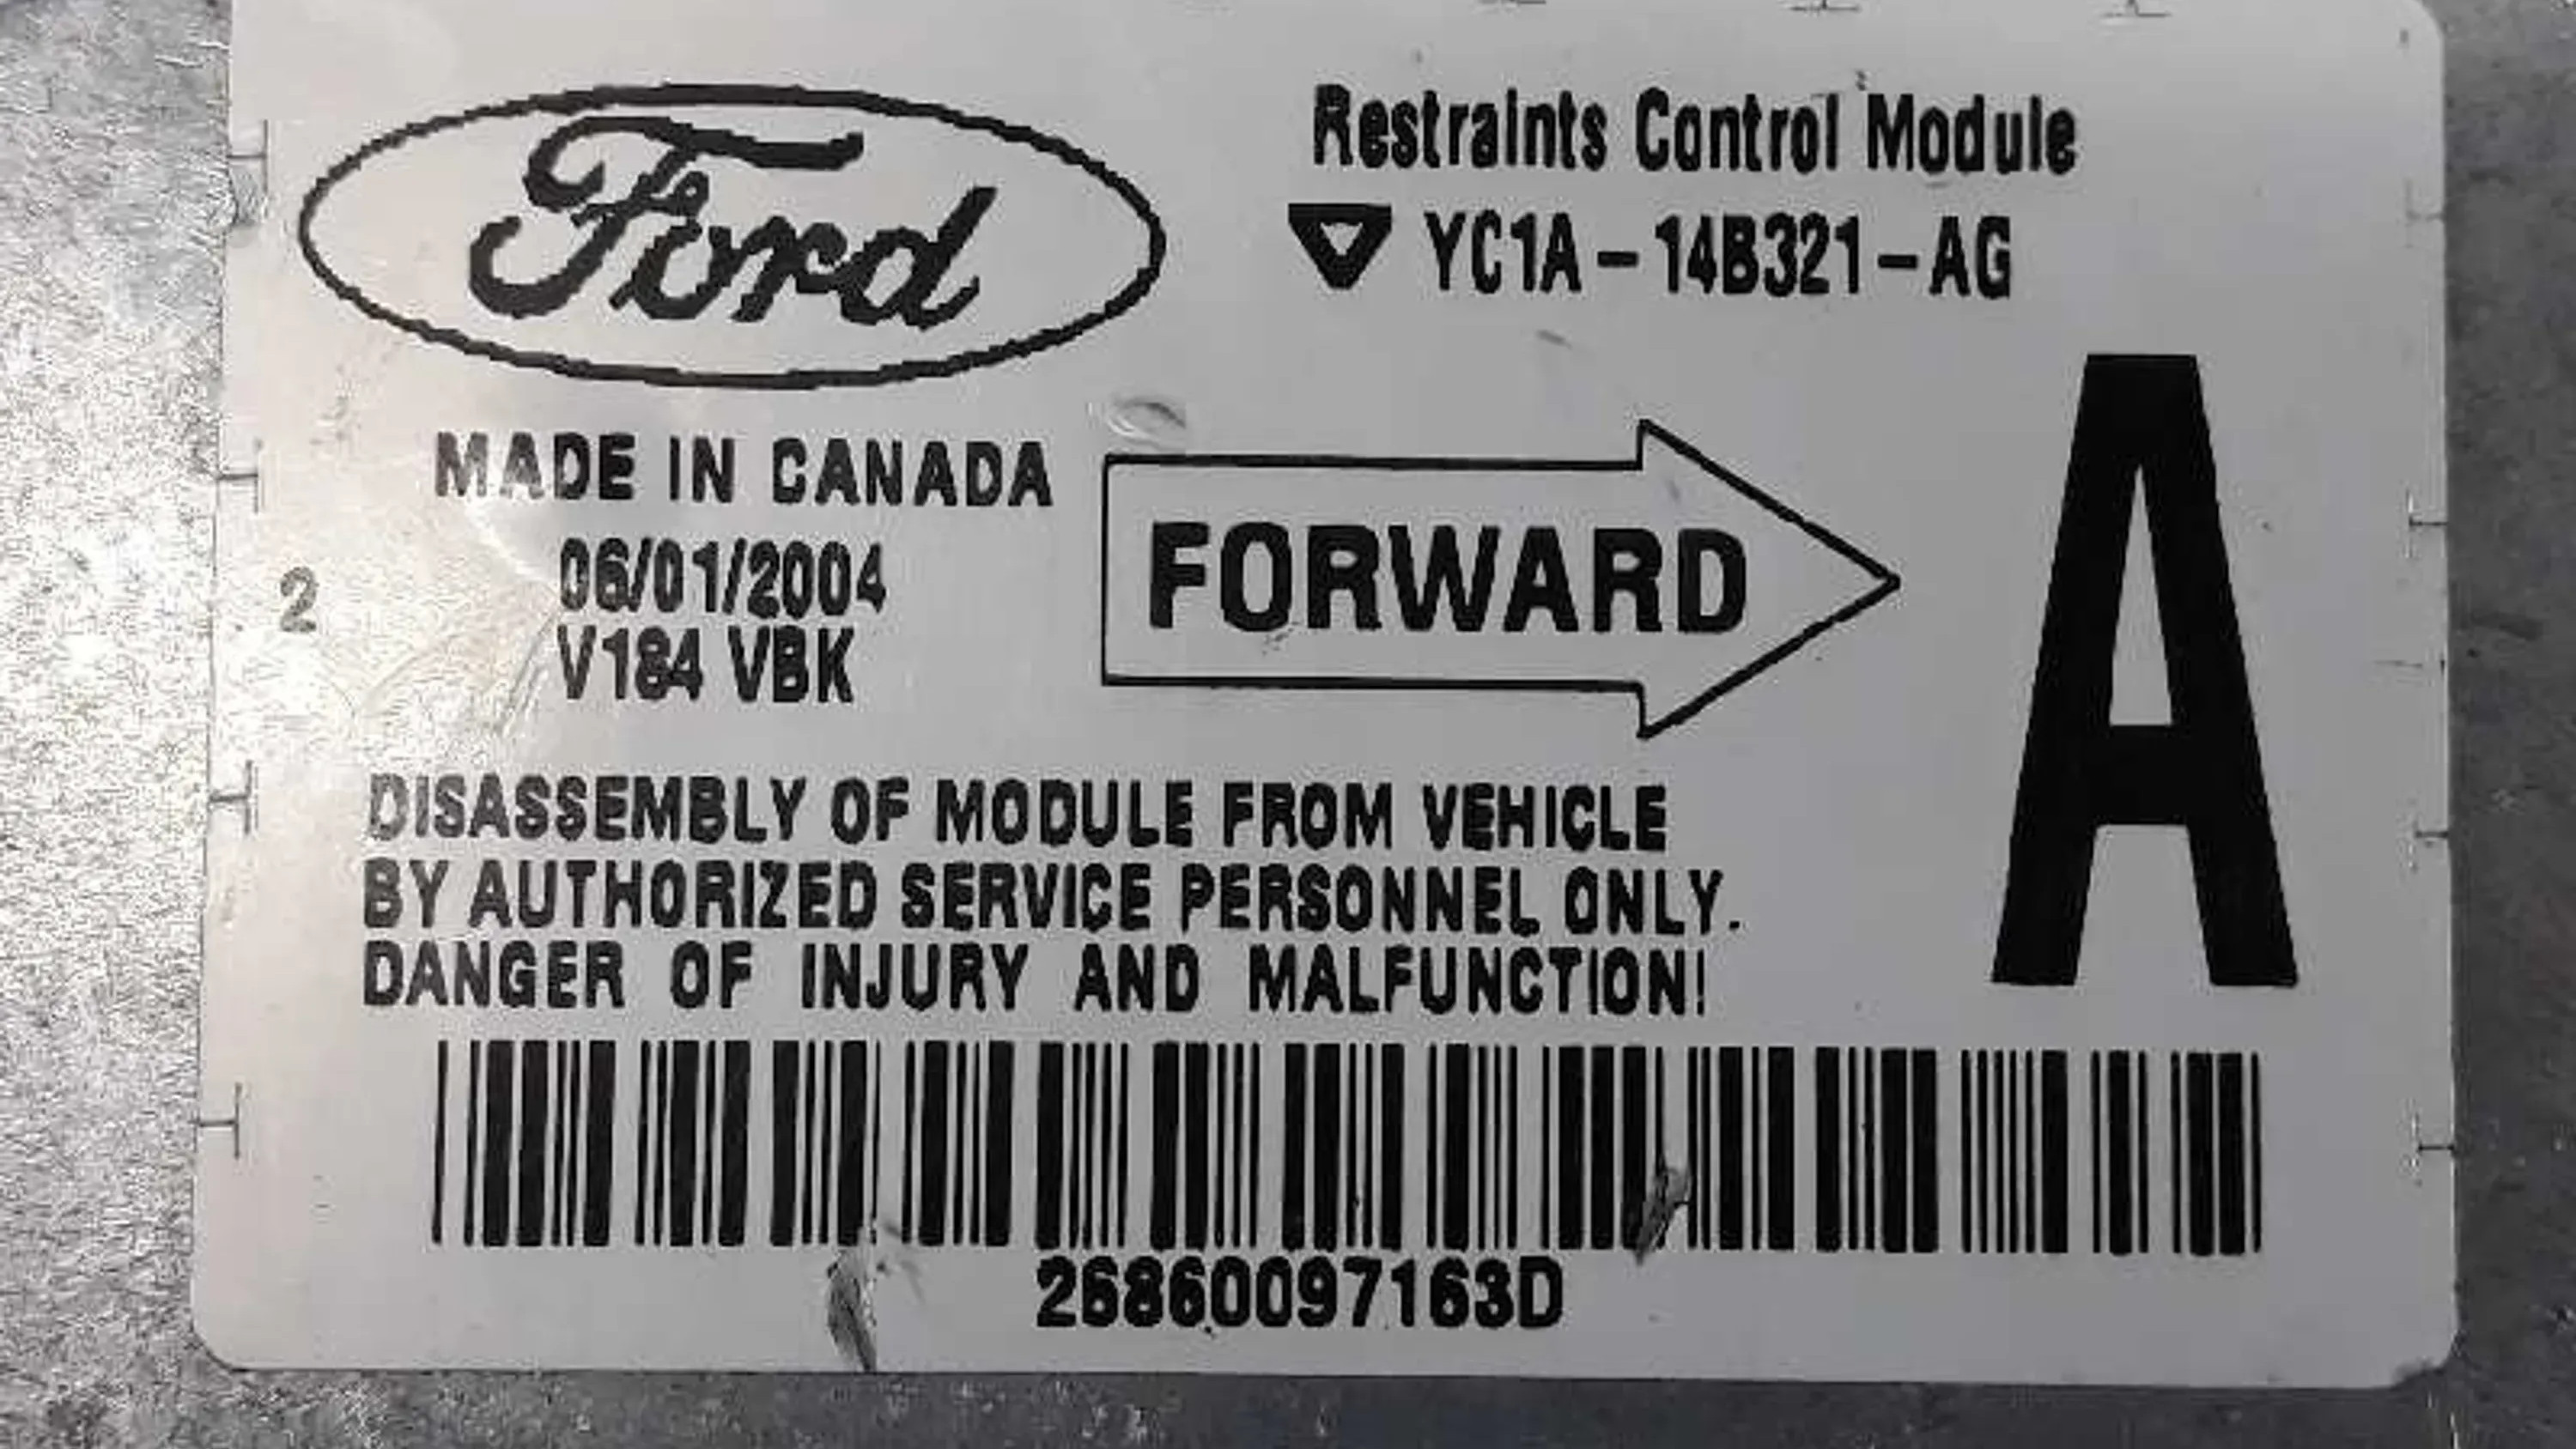 Ford
Restraints Control Module
YC1A-14B321-AG
A
MADE IN CANADA
06/01/2004
V184 VBK
2
FORWARD
DISASSEMBLY OF MODULE FROM VEHICLE
BY AUTHORIZED SERVICE PERSONNEL ONLY.
DANGER OF INJURY AND MALFUNCTION!
26860097163D